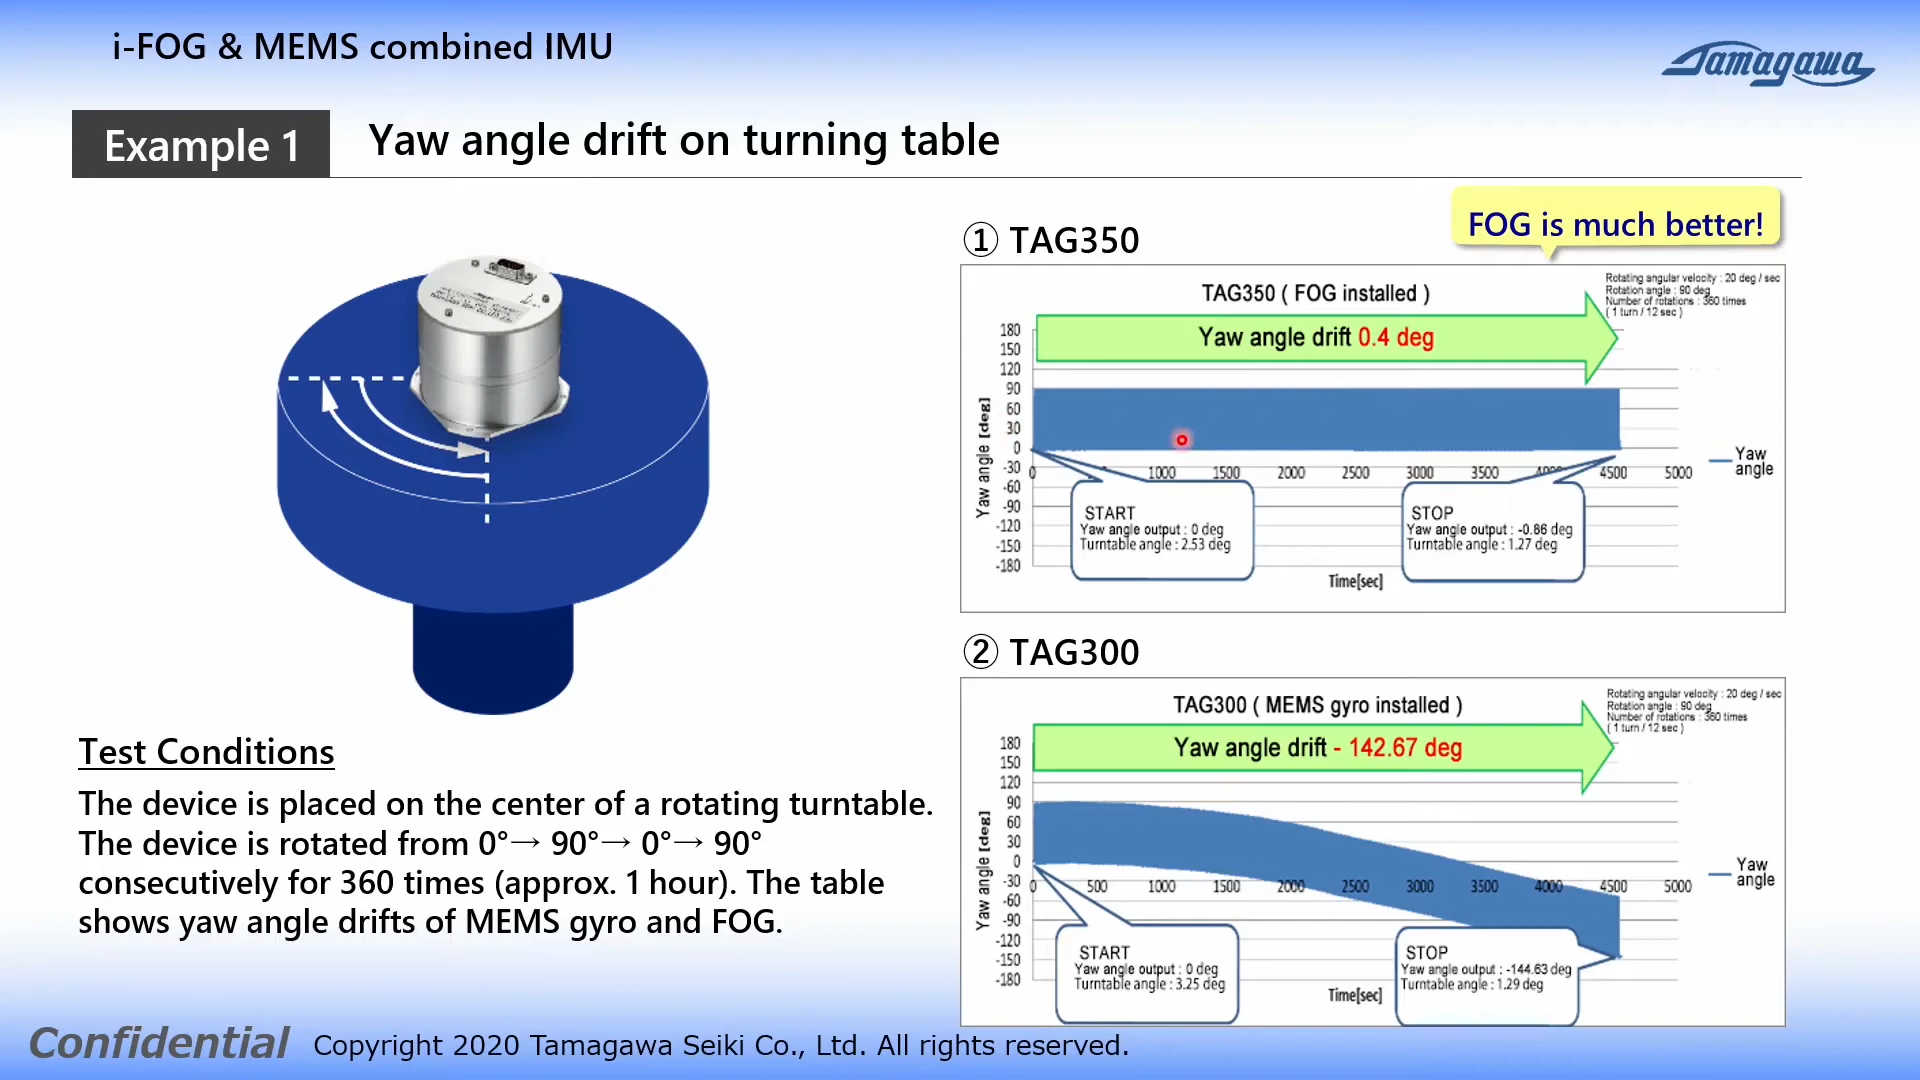 i-FOG & MEMS combined IMU
Tamagawa
Example 1
Yaw angle drift on turning table
① TAG350
FOG is much better!
TAG350 ( FOG installed )
Rotating angular velocity : 20 deg / sec
Rotation angle : 90 deg
Number of rotations : 360 times
( 1 turn / 12 sec )
Yaw angle drift 0.4 deg
180
150
120
90
60
30
0
-30
-60
-90
-120
-150
-180
Yaw angle [deg]
0 1000 1500 2000 2500 3000 3500 4000 4500 5000
Yaw
angle
START
Yaw angle output : 0 deg
Turntable angle : 2.53 deg
STOP
Yaw angle output : -0.86 deg
Turntable angle : 1.27 deg
Time[sec]
② TAG300
TAG300 ( MEMS gyro installed )
Rotating angular velocity : 20 deg / sec
Rotation angle : 90 deg
Number of rotations : 360 times
( 1 turn / 12 sec )
Yaw angle drift - 142.67 deg
180
150
120
90
60
30
0
-30
-60
-90
-120
-150
-180
Yaw angle [deg]
0 500 1000 1500 2000 2500 3000 3500 4000 4500 5000
Yaw
angle
START
Yaw angle output : 0 deg
Turntable angle : 3.25 deg
STOP
Yaw angle output : -144.63 deg
Turntable angle : 1.29 deg
Time[sec]
Test Conditions
The device is placed on the center of a rotating turntable.
The device is rotated from 0°→ 90°→ 0°→ 90°
consecutively for 360 times (approx. 1 hour). The table
shows yaw angle drifts of MEMS gyro and FOG.
Confidential
Copyright 2020 Tamagawa Seiki Co., Ltd. All rights reserved.